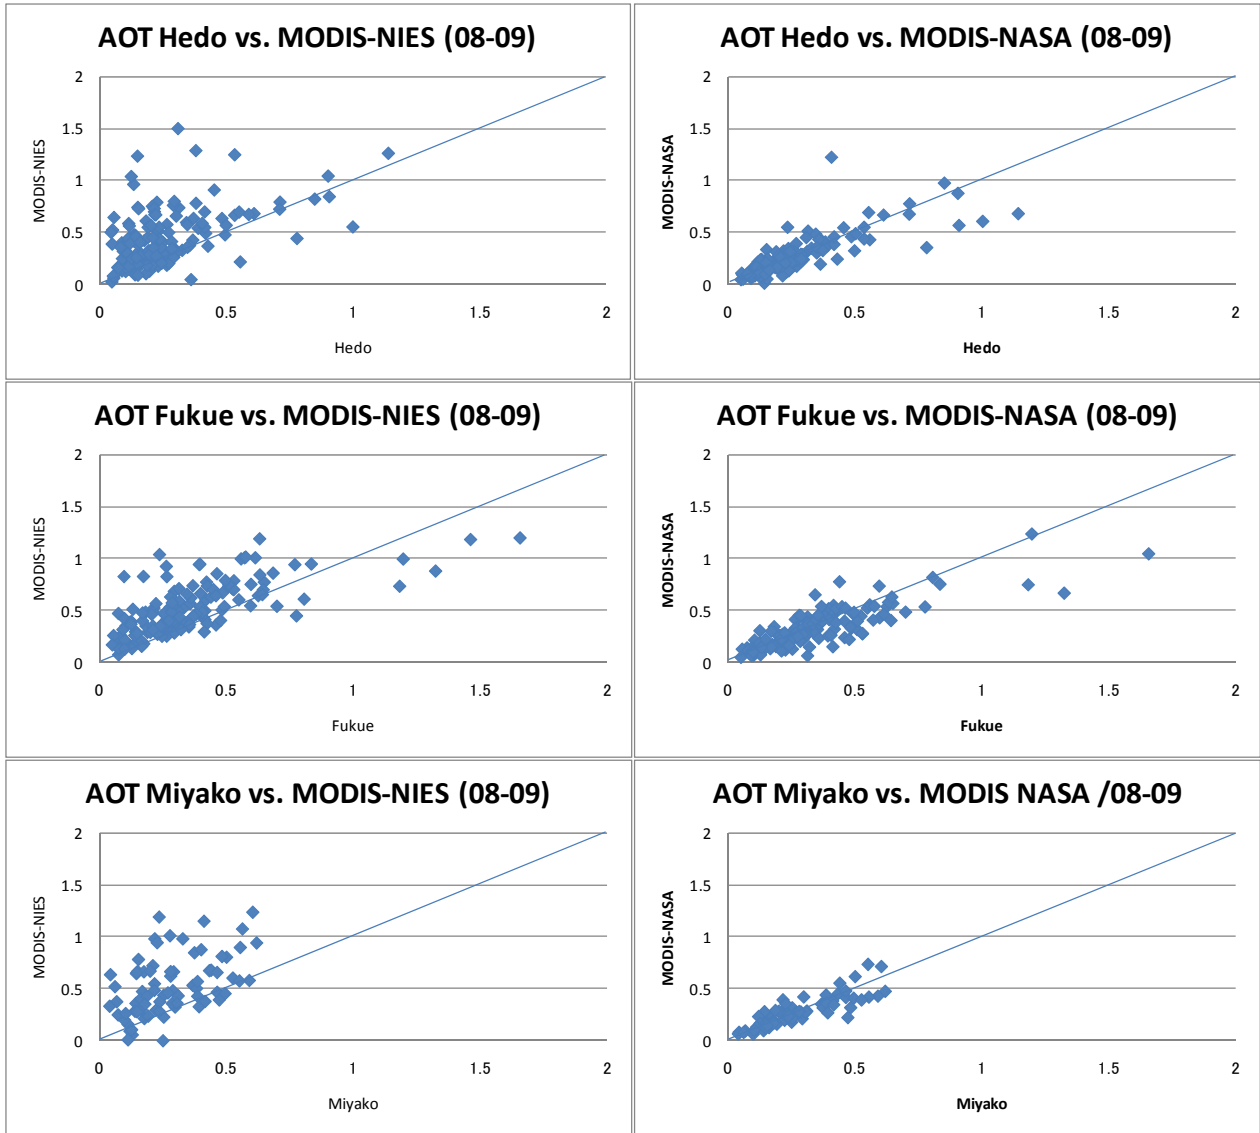 AOT Hedo vs. MODIS-NIES (08-09)
2
1.5
1
0.5
0
MODIS-NIES
0 0.5 1 1.5 2
Hedo
AOT Hedo vs. MODIS-NASA (08-09)
2
1.5
1
0.5
0
MODIS-NASA
0 0.5 1 1.5 2
Hedo
AOT Fukue vs. MODIS-NIES (08-09)
2
1.5
1
0.5
0
MODIS-NIES
0 0.5 1 1.5 2
Fukue
AOT Fukue vs. MODIS-NASA (08-09)
2
1.5
1
0.5
0
MODIS-NASA
0 0.5 1 1.5 2
Fukue
AOT Miyako vs. MODIS-NIES (08-09)
2
1.5
1
0.5
0
MODIS-NIES
0 0.5 1 1.5 2
Miyako
AOT Miyako vs. MODIS NASA /08-09
2
1.5
1
0.5
0
MODIS-NASA
0 0.5 1 1.5 2
Miyako